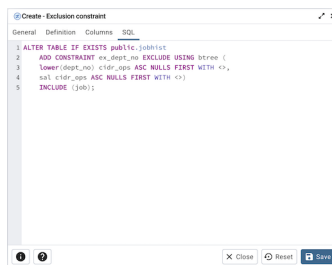 Create - Exclusion constraint
General Definition Columns SQL
1 ALTER TABLE IF EXISTS public.jobhist
2 ADD CONSTRAINT ex_dept_no EXCLUDE USING btree (
3 lower(dept_no) cidr_ops ASC NULLS FIRST WITH <>,
4 sal cidr_ops ASC NULLS FIRST WITH <>)
5 INCLUDE (job);
Close Reset Save